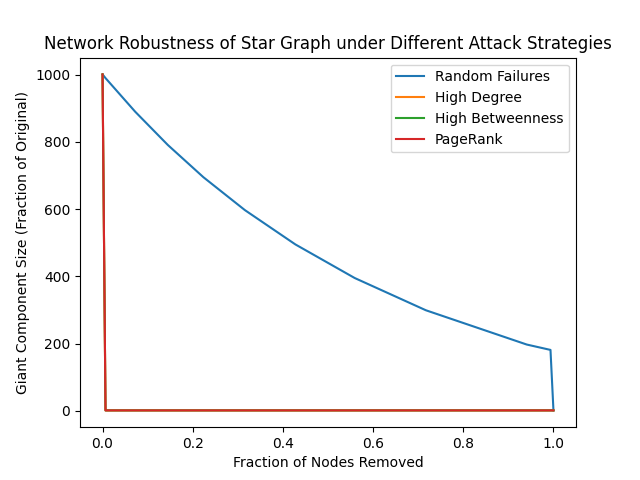 Network Robustness of Star Graph under Different Attack Strategies
Random Failures
High Degree
High Betweenness
PageRank
Giant Component Size (Fraction of Original)
1000
800
600
400
200
0
0.0 0.2 0.4 0.6 0.8 1.0
Fraction of Nodes Removed